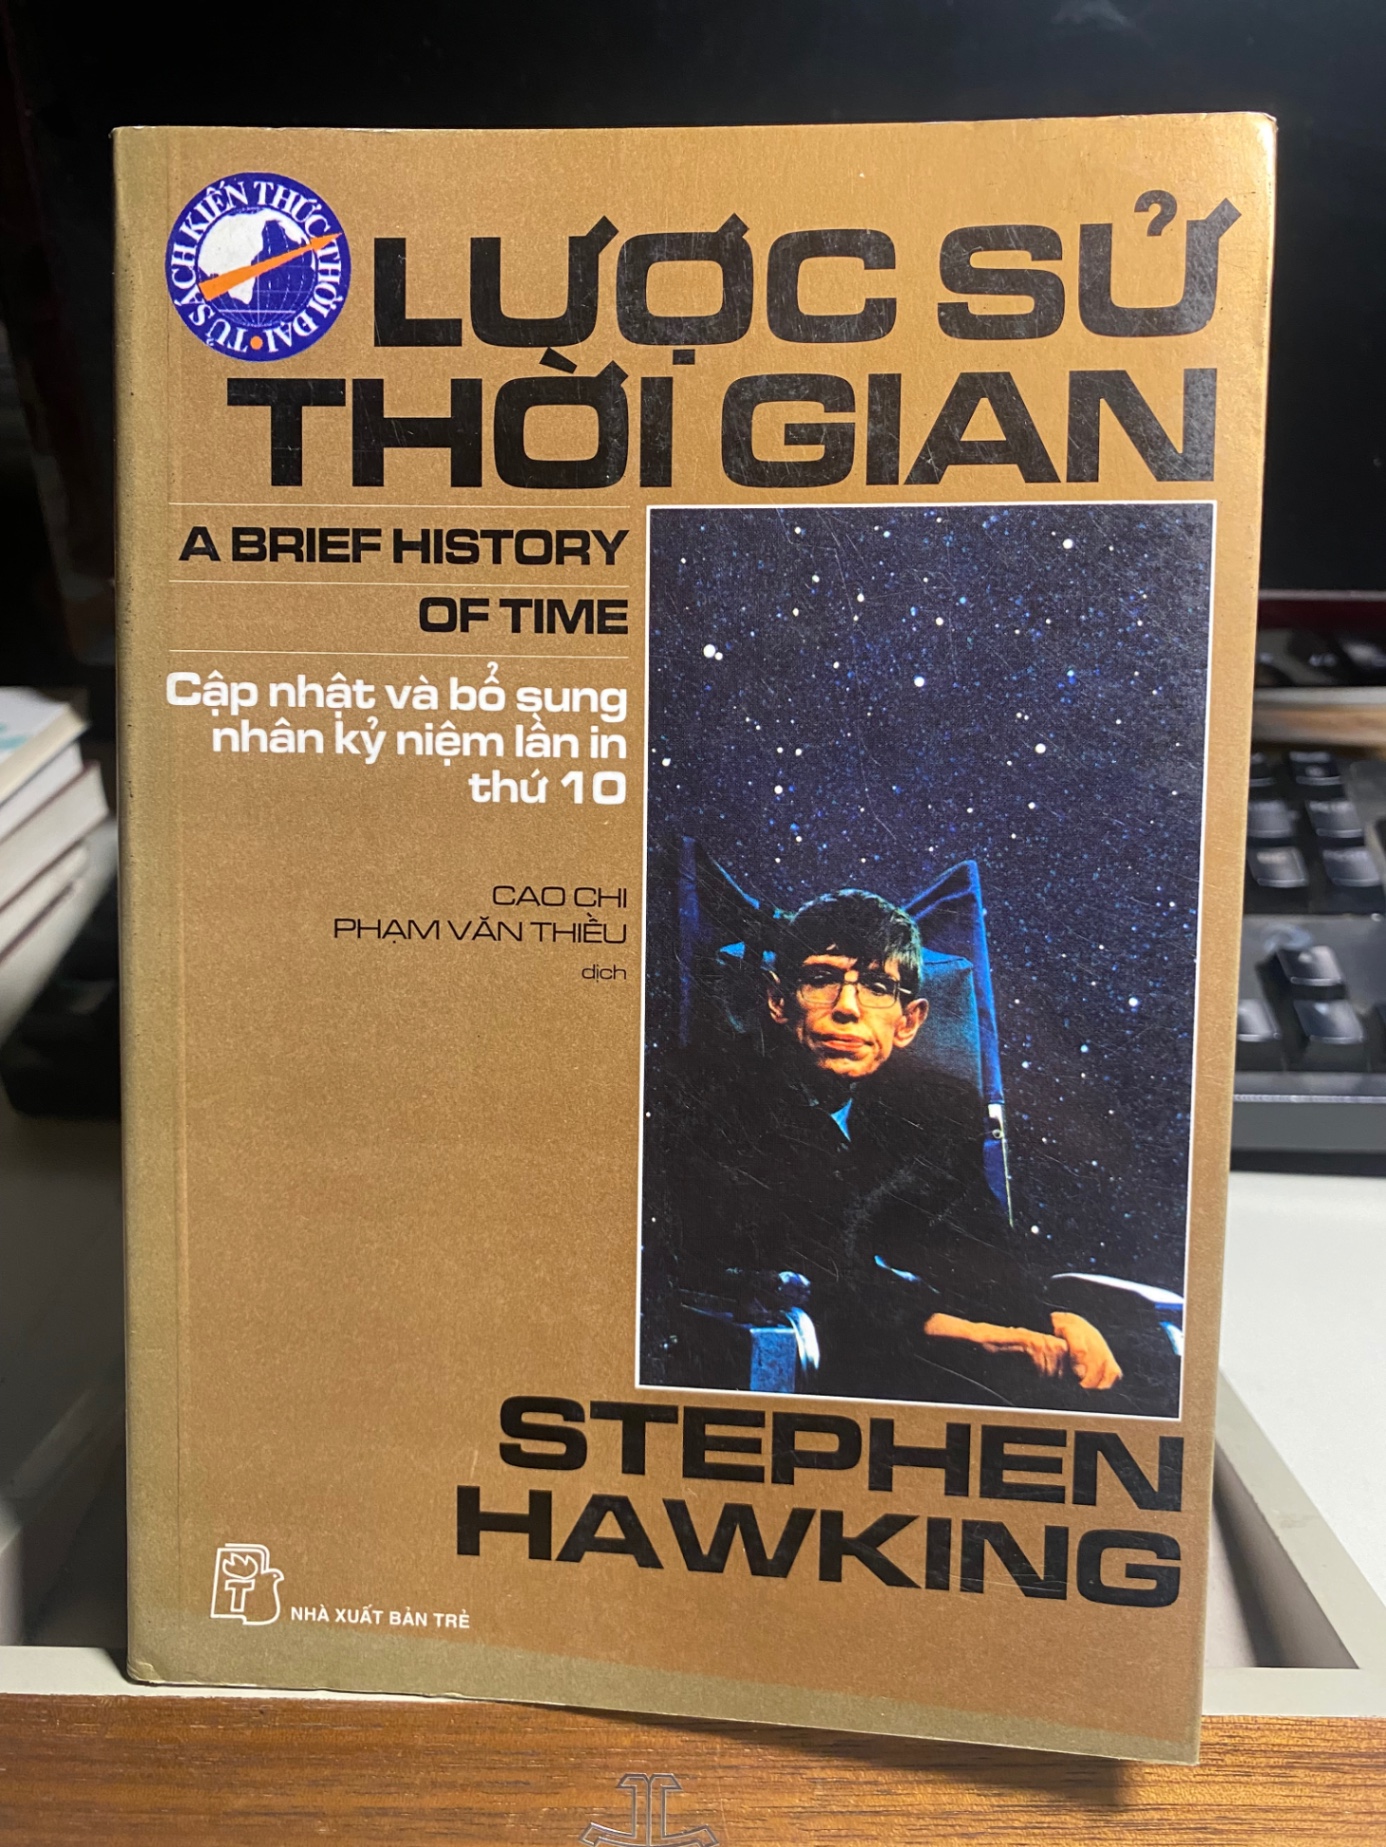 TỦ SÁCH KIẾN THỨC THỜI ĐẠI
LƯỢC SỬ
THỜI GIAN
A BRIEF HISTORY
OF TIME
Cập nhật và bổ sung
nhân kỷ niệm lần in
thứ 10
CAO CHI
PHẠM VĂN THIỀU
dịch
STEPHEN
HAWKING
T
NHÀ XUẤT BẢN TRẺ